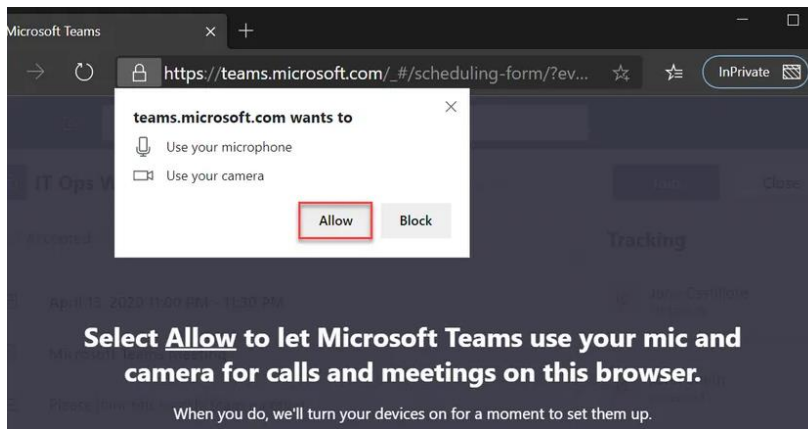 Microsoft Teams
https://teams.microsoft.com/_#/scheduling-form/?ev...
InPrivate
teams.microsoft.com wants to
Use your microphone
Use your camera
Allow
Block
IT Ops
Close
Tracking
April 13, 2020 11:00 PM - 11:30 PM
Select Allow to let Microsoft Teams use your mic and
camera for calls and meetings on this browser.
When you do, we'll turn your devices on for a moment to set them up.